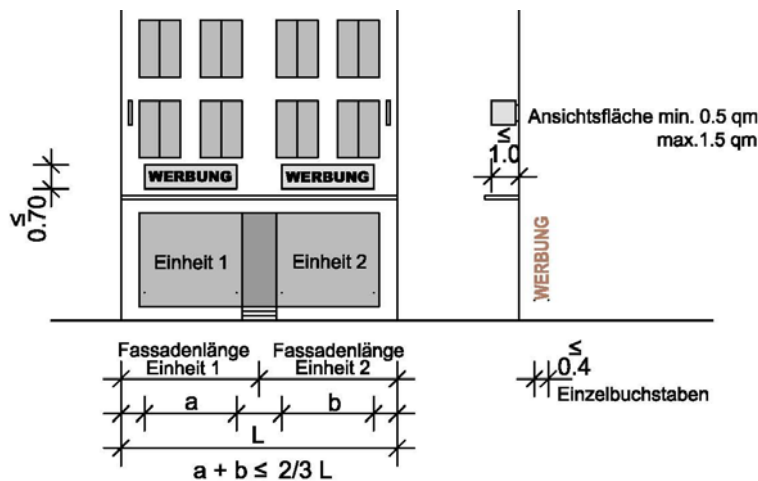 Ansichtsfläche min. 0.5 qm
max.1.5 qm
≤
1.0
WERBUNG WERBUNG
≤
0.70
WERBUNG
Einheit 1 Einheit 2
Fassadenlänge Fassadenlänge
Einheit 1 Einheit 2
≤
0.4
Einzelbuchstaben
a b
L
a + b ≤ 2/3 L